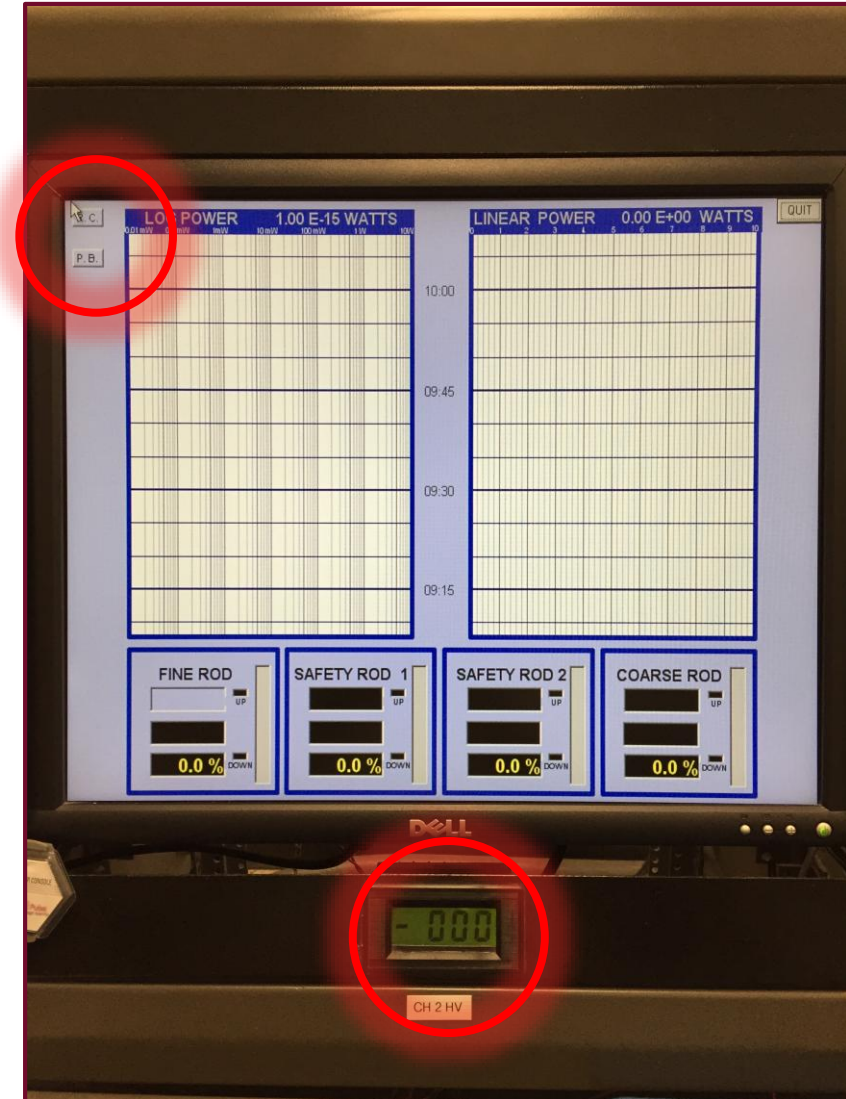 C.
P.B.
QUIT
LOG POWER 1.00 E-15 WATTS
0.01 mW 1mW 10 mW 100 mW 1 W 10W
LINEAR POWER 0.00 E+00 WATTS
0 1 2 3 4 5 6 7 8 9 10
10:00
09:45
09:30
09:15
FINE ROD
UP
0.0 % DOWN
SAFETY ROD 1
UP
0.0 % DOWN
SAFETY ROD 2
UP
0.0 % DOWN
COARSE ROD
UP
0.0 % DOWN
DELL
CONSOLE
- 000
CH 2 HV